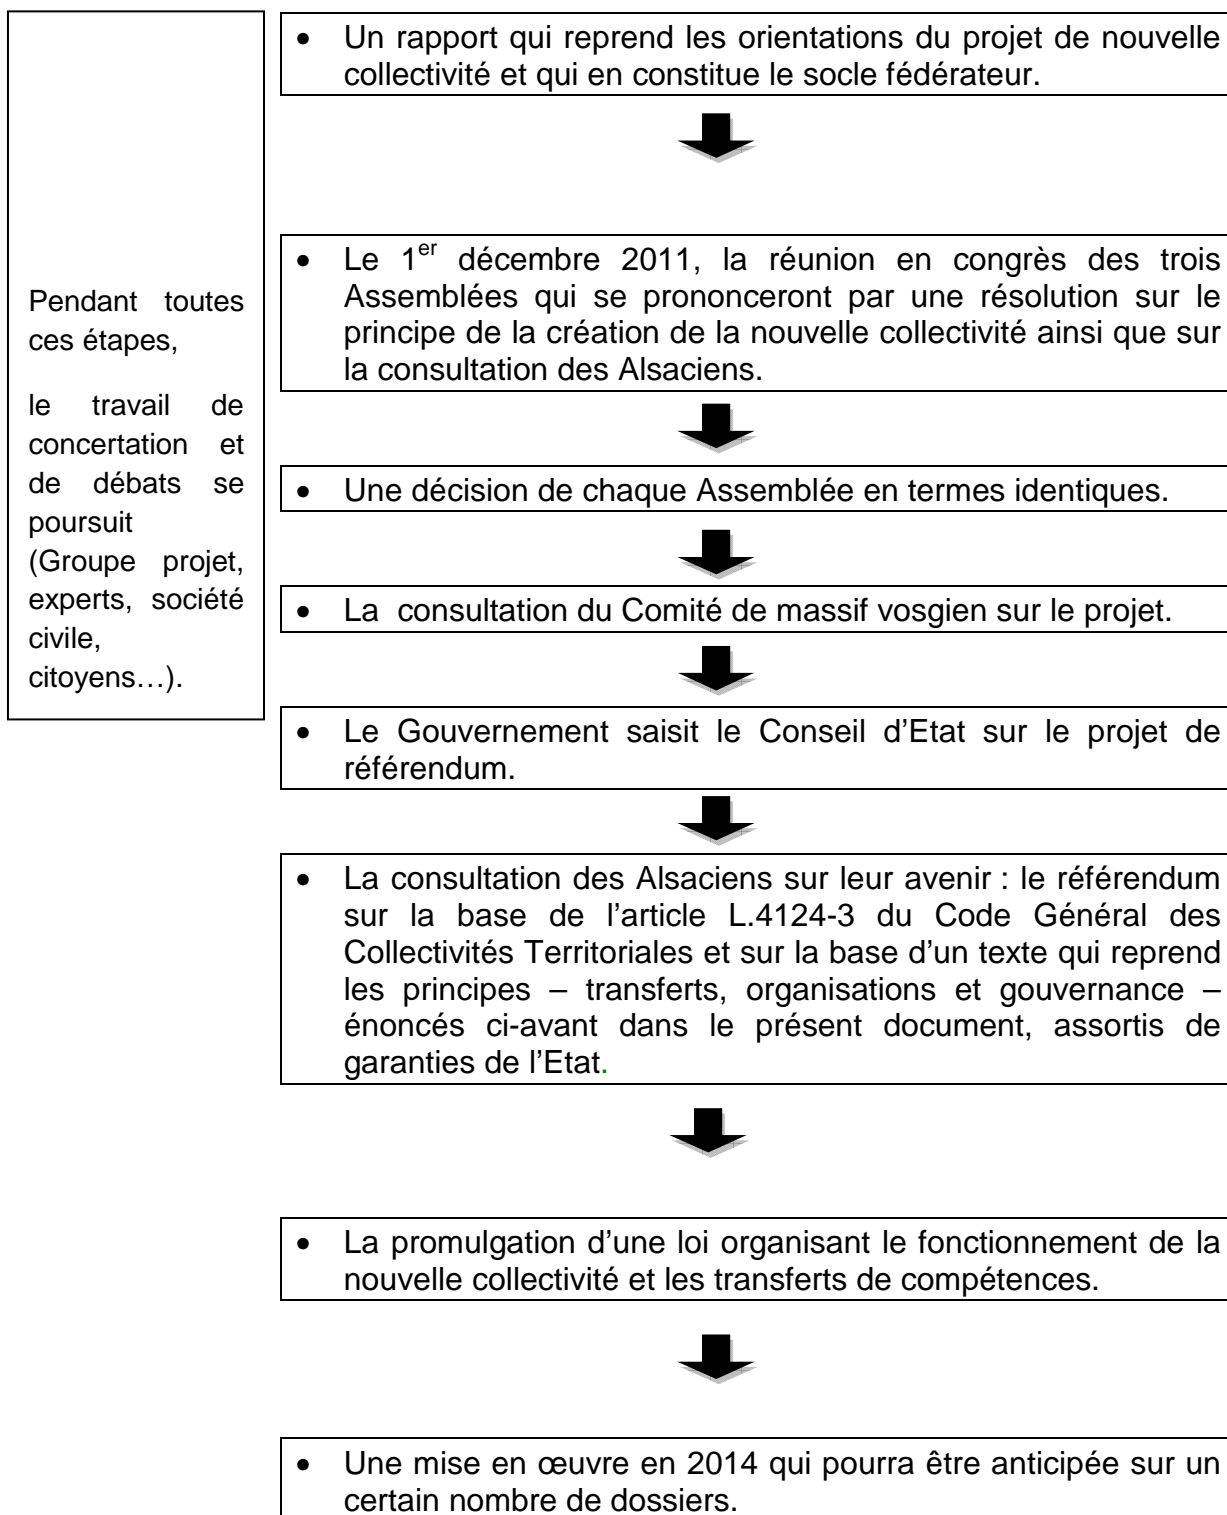 Pendant toutes
ces étapes,
le travail de
concertation et
de débats se
poursuit
(Groupe projet,
experts, société
civile,
citoyens…).
• Un rapport qui reprend les orientations du projet de nouvelle
collectivité et qui en constitue le socle fédérateur.
• Le 1er décembre 2011, la réunion en congrès des trois
Assemblées qui se prononceront par une résolution sur le
principe de la création de la nouvelle collectivité ainsi que sur
la consultation des Alsaciens.
• Une décision de chaque Assemblée en termes identiques.
• La consultation du Comité de massif vosgien sur le projet.
• Le Gouvernement saisit le Conseil d'Etat sur le projet de
référendum.
• La consultation des Alsaciens sur leur avenir : le référendum
sur la base de l'article L.4124-3 du Code Général des
Collectivités Territoriales et sur la base d'un texte qui reprend
les principes – transferts, organisations et gouvernance –
énoncés ci-avant dans le présent document, assortis de
garanties de l'Etat.
• La promulgation d'une loi organisant le fonctionnement de la
nouvelle collectivité et les transferts de compétences.
• Une mise en œuvre en 2014 qui pourra être anticipée sur un
certain nombre de dossiers.